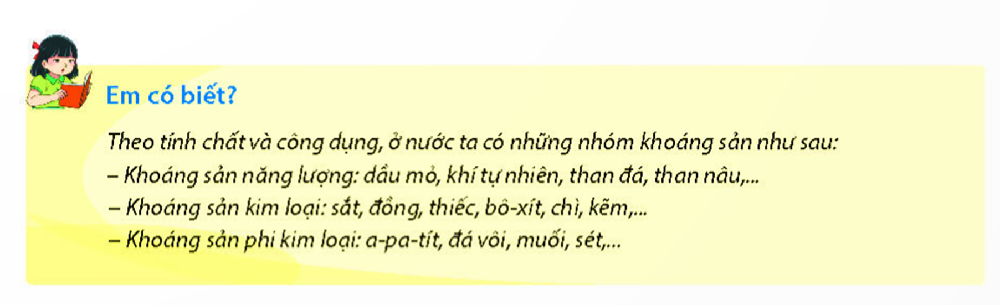 Em có biết?
Theo tính chất và công dụng, ở nước ta có những nhóm khoáng sản như sau:
– Khoáng sản năng lượng: dầu mỏ, khí tự nhiên, than đá, than nâu,...
– Khoáng sản kim loại: sắt, đồng, thiếc, bô-xít, chì, kẽm,...
– Khoáng sản phi kim loại: a-pa-tít, đá vôi, muối, sét,...